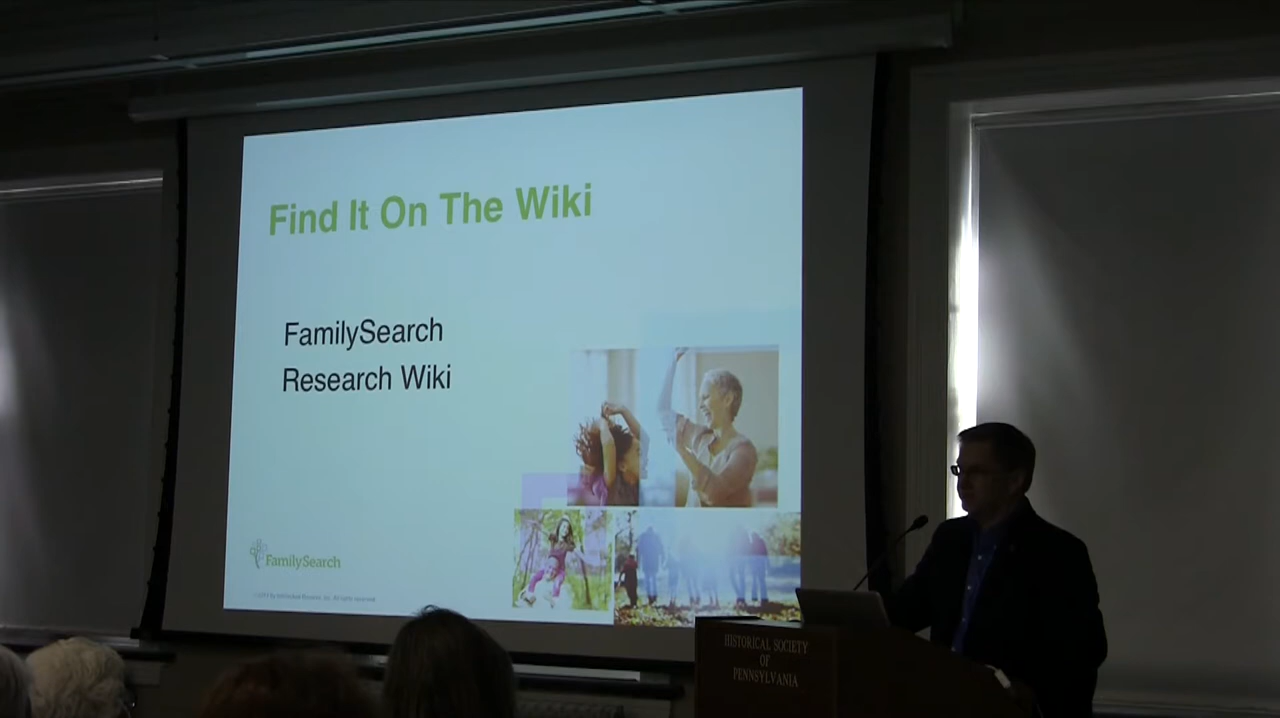 Find It On The Wiki
FamilySearch
Research Wiki
FamilySearch
HISTORICAL SOCIETY
OF
PENNSYLVANIA